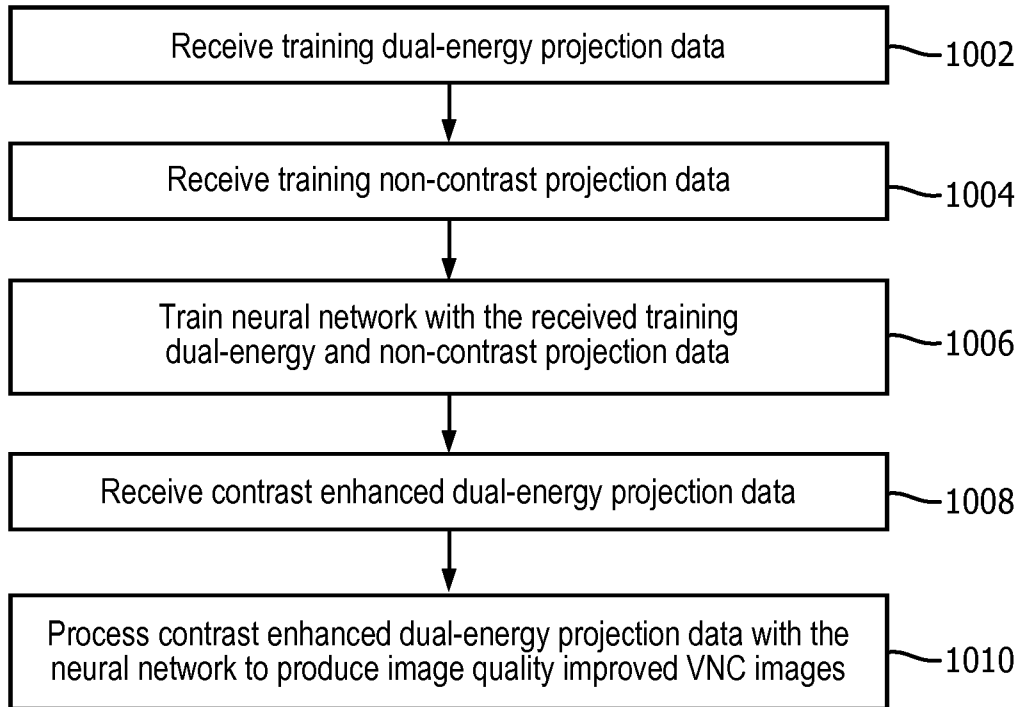 Receive training dual-energy projection data
1002
Receive training non-contrast projection data
1004
Train neural network with the received training
dual-energy and non-contrast projection data
1006
Receive contrast enhanced dual-energy projection data
1008
Process contrast enhanced dual-energy projection data with the
neural network to produce image quality improved VNC images
1010